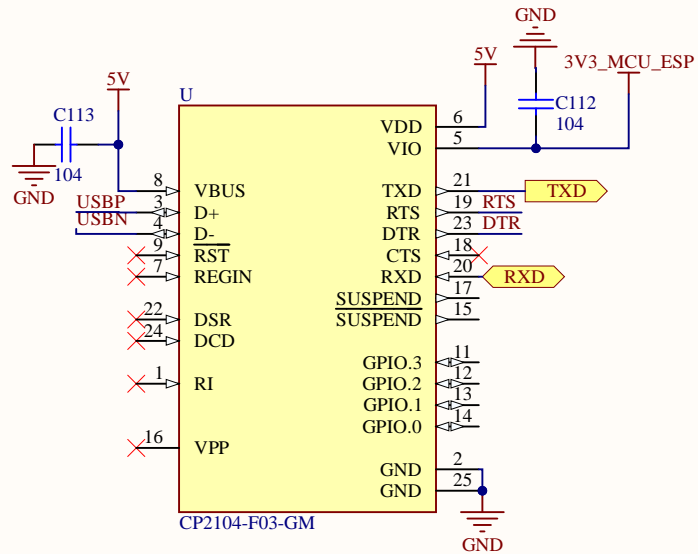 GND
5V
3V3_MCU_ESP
C112
104
5V
C113
104
GND
U
VDD 6
VIO 5
8 VBUS
USBP 3 D+
USBN 4 D-
9 RST
7 REGIN
22 DSR
24 DCD
1 RI
16 VPP
TXD 21 TXD
RTS 19 RTS
DTR 23 DTR
CTS 18
RXD 20 RXD
SUSPEND 17
SUSPEND 15
GPIO.3 11
GPIO.2 12
GPIO.1 13
GPIO.0 14
GND 2
GND 25
CP2104-F03-GM
GND